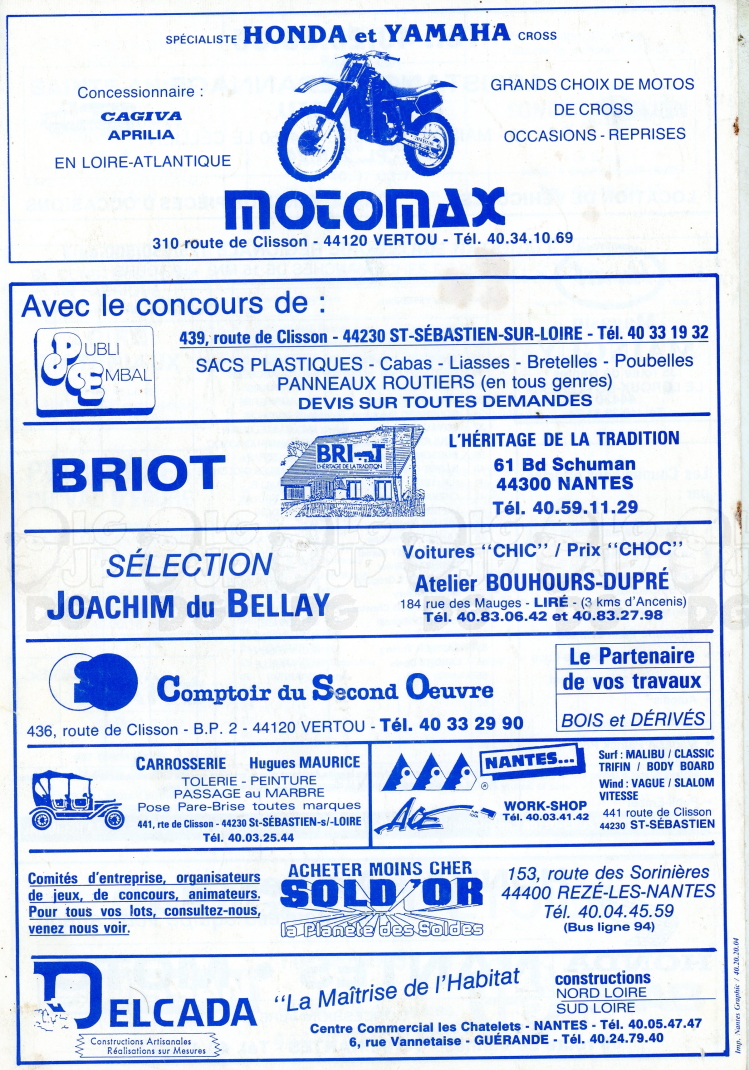 SPÉCIALISTE HONDA et YAMAHA CROSS
Concessionnaire :
CAGIVA
APRILIA
EN LOIRE-ATLANTIQUE
GRANDS CHOIX DE MOTOS
DE CROSS
OCCASIONS - REPRISES
MOTOMAX
310 route de Clisson - 44120 VERTOU - Tél. 40.34.10.69
Avec le concours de :
PUBLI
EMBAL
439, route de Clisson - 44230 ST-SÉBASTIEN-SUR-LOIRE - Tél. 40 33 19 32
SACS PLASTIQUES - Cabas - Liasses - Bretelles - Poubelles
PANNEAUX ROUTIERS (en tous genres)
DEVIS SUR TOUTES DEMANDES
BRIOT
BRIOT
L'HÉRITAGE DE LA TRADITION
L'HÉRITAGE DE LA TRADITION
61 Bd Schuman
44300 NANTES
Tél. 40.59.11.29
SÉLECTION
JOACHIM du BELLAY
Voitures "CHIC" / Prix "CHOC"
Atelier BOUHOURS-DUPRÉ
184 rue des Mauges - LIRÉ - (3 kms d'Ancenis)
Tél. 40.83.06.42 et 40.83.27.98
Comptoir du Second Oeuvre
436, route de Clisson - B.P. 2 - 44120 VERTOU - Tél. 40 33 29 90
Le Partenaire
de vos travaux
BOIS et DÉRIVÉS
CARROSSERIE Hugues MAURICE
TOLERIE - PEINTURE
PASSAGE au MARBRE
Pose Pare-Brise toutes marques
441, rte de Clisson - 44230 St-SÉBASTIEN-s/-LOIRE
Tél. 40.03.25.44
NANTES...
ACE
WORK-SHOP
Tél. 40.03.41.42
Surf : MALIBU / CLASSIC
TRIFIN / BODY BOARD
Wind : VAGUE / SLALOM
VITESSE
441 route de Clisson
44230 ST-SÉBASTIEN
Comités d'entreprise, organisateurs
de jeux, de concours, animateurs.
Pour tous vos lots, consultez-nous,
venez nous voir.
ACHETER MOINS CHER
SOLD'OR
la Planète des Soldes
153, route des Sorinières
44400 REZÉ-LES-NANTES
Tél. 40.04.45.59
(Bus ligne 94)
DELCADA
Constructions Artisanales
Réalisations sur Mesures
"La Maîtrise de l'Habitat
constructions
NORD LOIRE
SUD LOIRE
Centre Commercial les Chatelets - NANTES - Tél. 40.05.47.47
6, rue Vannetaise - GUÉRANDE - Tél. 40.24.79.40
Imp. Nantes Graphic / 40.20.20.04
LG
JP
DG